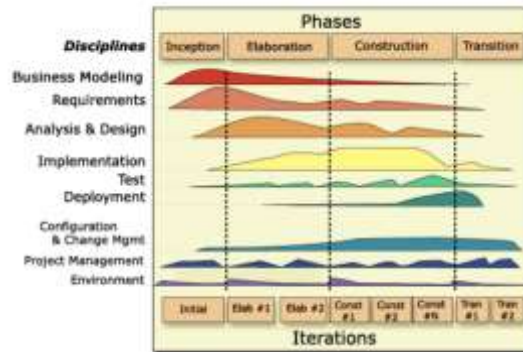 Phases
Disciplines
Inception Elaboration Construction Transition
Business Modeling
Requirements
Analysis & Design
Implementation
Test
Deployment
Configuration
& Change Mgmt
Project Management
Environment
Initial Elab #1 Elab #2 Const #1 Const #2 Const #N Tran #1 Tran #2
Iterations